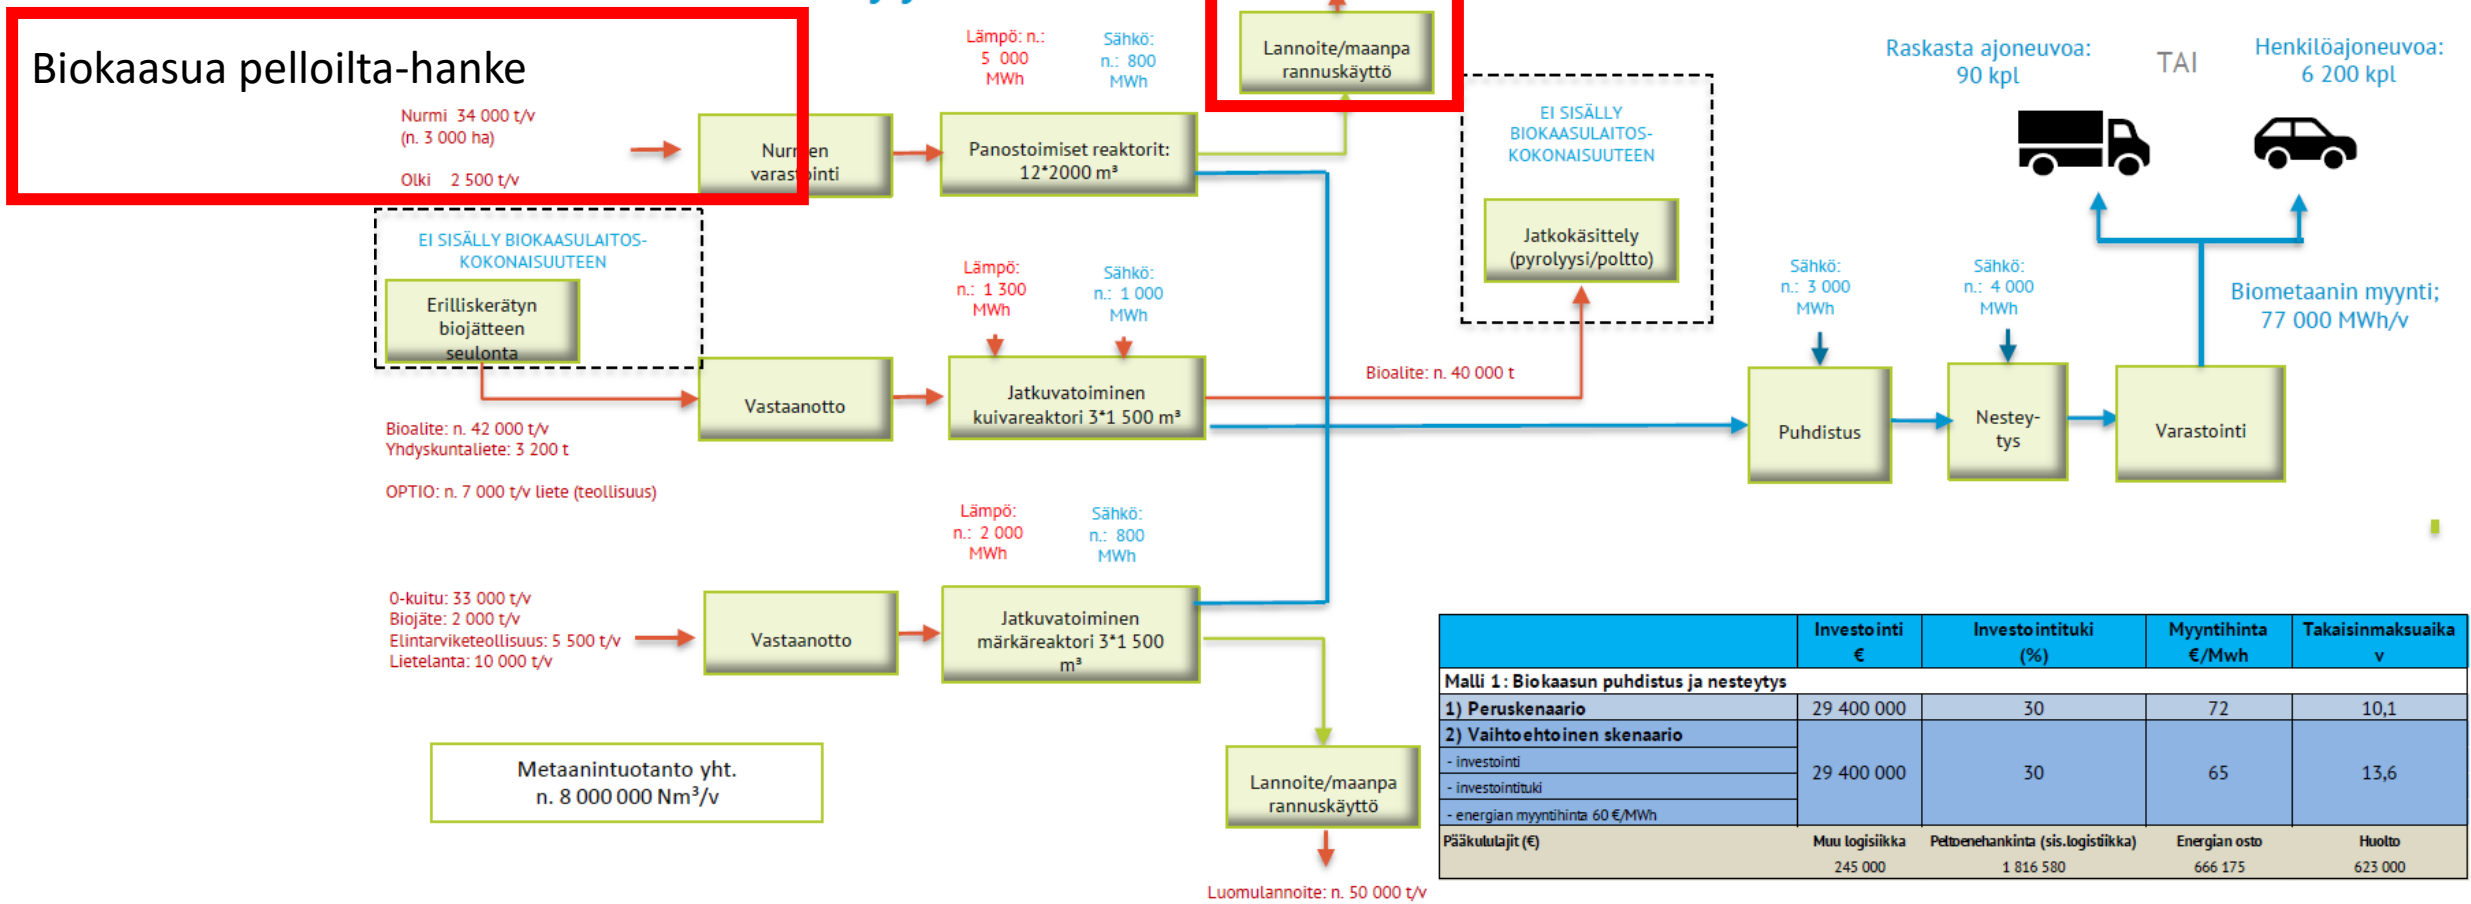 Biokaasua pelloilta-hanke
Nurmi 34 000 t/v
(n. 3 000 ha)
Olki 2 500 t/v
Nurmen
varastointi
Lämpö: n.:
5 000
MWh
Sähkö:
n.: 800
MWh
Panostoimiset reaktorit:
12*2000 m³
Lannoite/maanpa
rannuskäyttö
EI SISÄLLY
BIOKAASULAITOS-
KOKONAISUUTEEN
Jatkokäsittely
(pyrolyysi/poltto)
Raskasta ajoneuvoa:
90 kpl
TAI
Henkilöajoneuvoa:
6 200 kpl
EI SISÄLLY BIOKAASULAITOS-
KOKONAISUUTEEN
Erilliskerätyn
biojätteen
seulonta
Vastaanotto
Lämpö:
n.: 1 300
MWh
Sähkö:
n.: 1 000
MWh
Jatkuvatoiminen
kuivareaktori 3*1 500 m³
Bioalite: n. 40 000 t
Sähkö:
n.: 3 000
MWh
Sähkö:
n.: 4 000
MWh
Biometaanin myynti;
77 000 MWh/v
Puhdistus
Nestey-
tys
Varastointi
Bioalite: n. 42 000 t/v
Yhdyskuntaliete: 3 200 t
OPTIO: n. 7 000 t/v liete (teollisuus)
Lämpö:
n.: 2 000
MWh
Sähkö:
n.: 800
MWh
0-kuitu: 33 000 t/v
Biojäte: 2 000 t/v
Elintarviketeollisuus: 5 500 t/v
Lietelanta: 10 000 t/v
Vastaanotto
Jatkuvatoiminen
märkäreaktori 3*1 500
m³
Metaanintuotanto yht.
n. 8 000 000 Nm³/v
Lannoite/maanpa
rannuskäyttö
Luomulannoite: n. 50 000 t/v
Investointi € Investointituki (%) Myyntihinta €/Mwh Takaisinmaksuaika v
Malli 1: Biokaasun puhdistus ja nesteytys
1) Peruskenaario 29 400 000 30 72 10,1
2) Vaihtoehtoinen skenaario
- investointi
- investointituki
29 400 000 30 65 13,6
- energian myyntihinta 60 €/MWh
Pääkululajit (€) Muu logisiikka Peltoenehankinta (sis.logistiikka) Energian osto Huolto
245 000 1 816 580 666 175 623 000